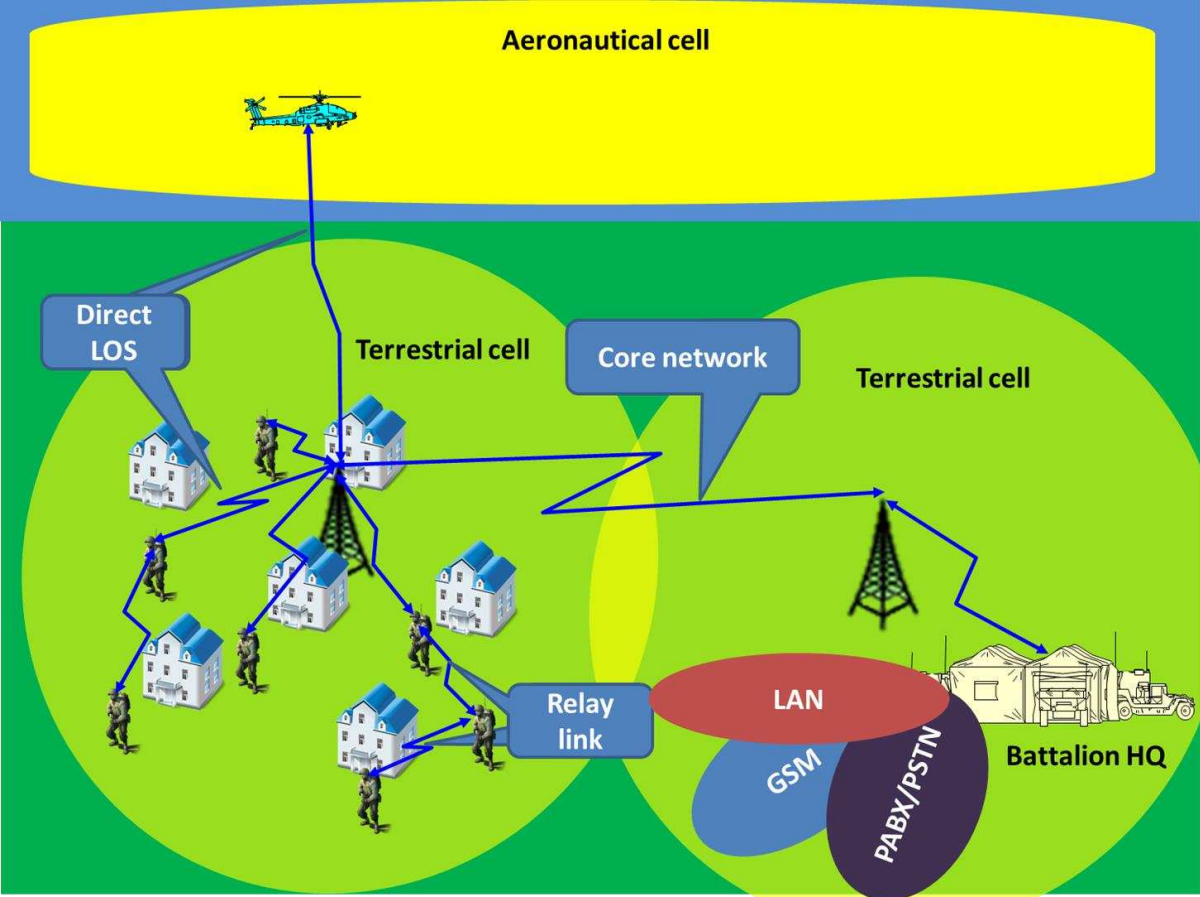 Aeronautical cell
Direct
LOS
Terrestrial cell
Core network
Terrestrial cell
Relay
link
LAN
GSM
PABX/PSTN
Battalion HQ